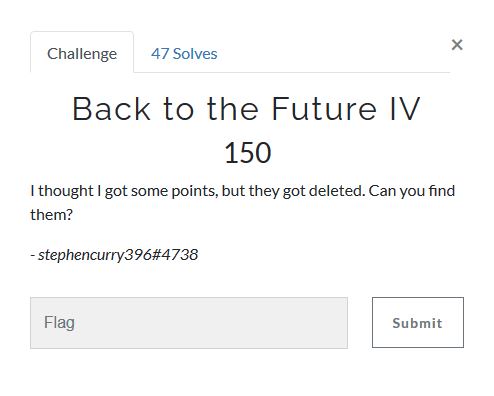 Challenge
47 Solves
×
Back to the Future IV
150
I thought I got some points, but they got deleted. Can you find
them?
- stephencurry396#4738
Flag
Submit